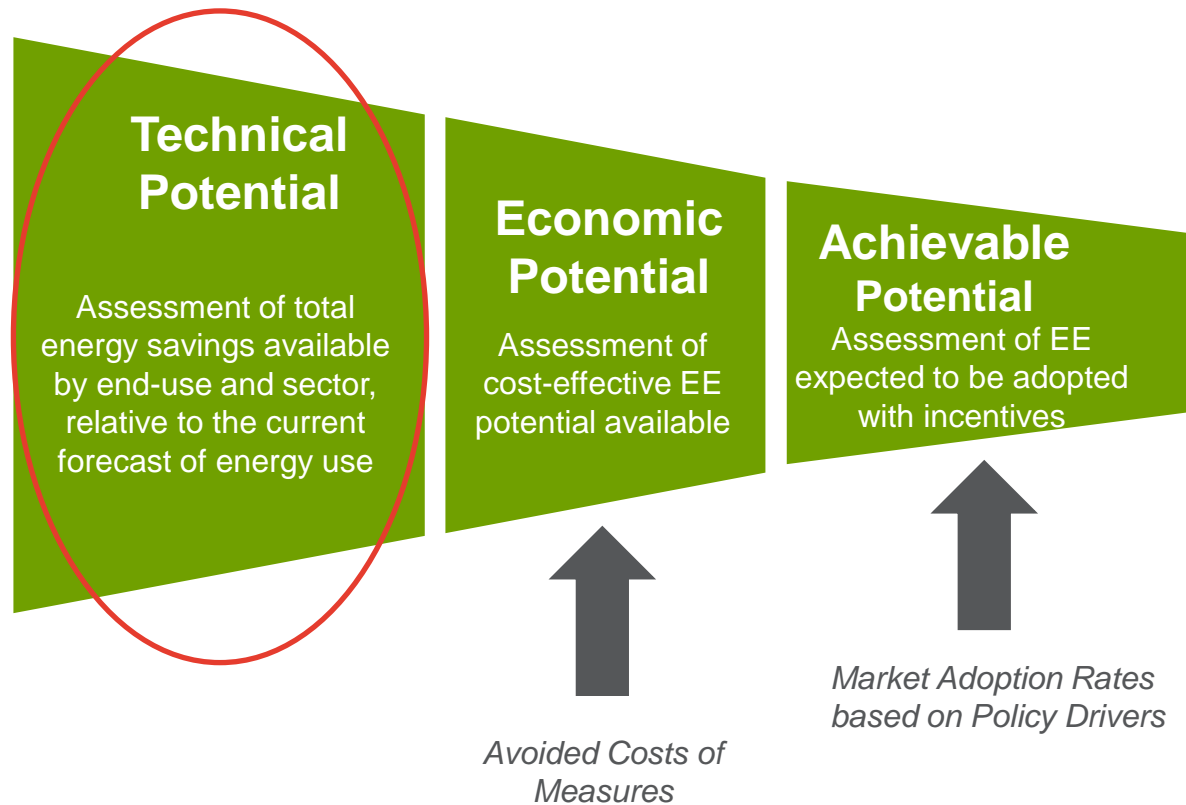 Technical
Potential
Assessment of total
energy savings available
by end-use and sector,
relative to the current
forecast of energy use
Economic
Potential
Assessment of
cost-effective EE
potential available
Achievable
Potential
Assessment of EE
expected to be adopted
with incentives
Avoided Costs of
Measures
Market Adoption Rates
based on Policy Drivers